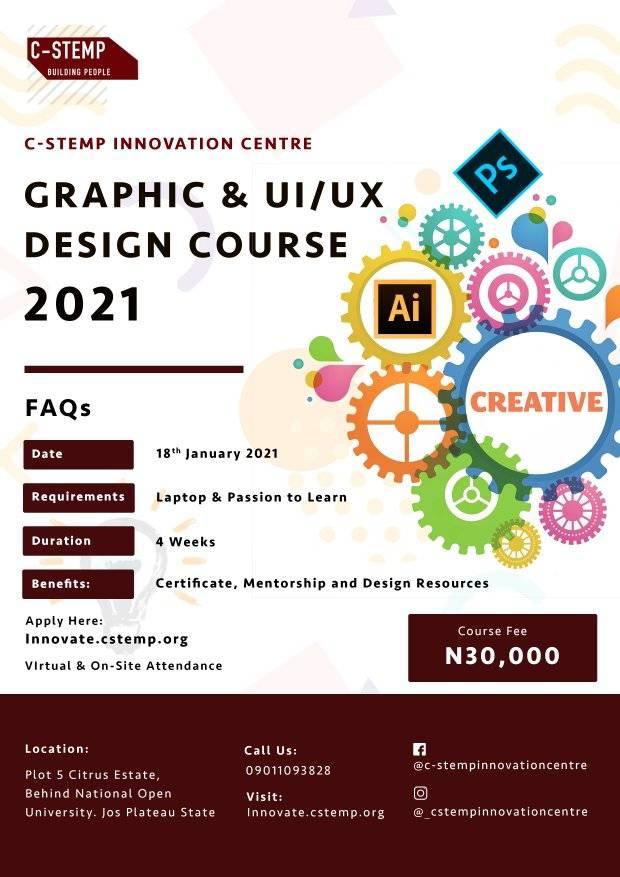 C-STEMP
BUILDING PEOPLE
C-STEMP INNOVATION CENTRE
GRAPHIC & UI/UX
DESIGN COURSE
2021
Ps
Ai
CREATIVE
FAQs
Date
18th January 2021
Requirements
Laptop & Passion to Learn
Duration
4 Weeks
Benefits:
Certificate, Mentorship and Design Resources
Apply Here:
Innovate.cstemp.org
VIrtual & On-Site Attendance
Course Fee
N30,000
Location:
Plot 5 Citrus Estate,
Behind National Open
University. Jos Plateau State
Call Us:
09011093828
Visit:
Innovate.cstemp.org
@c-stempinnovationcentre
@_cstempinnovationcentre